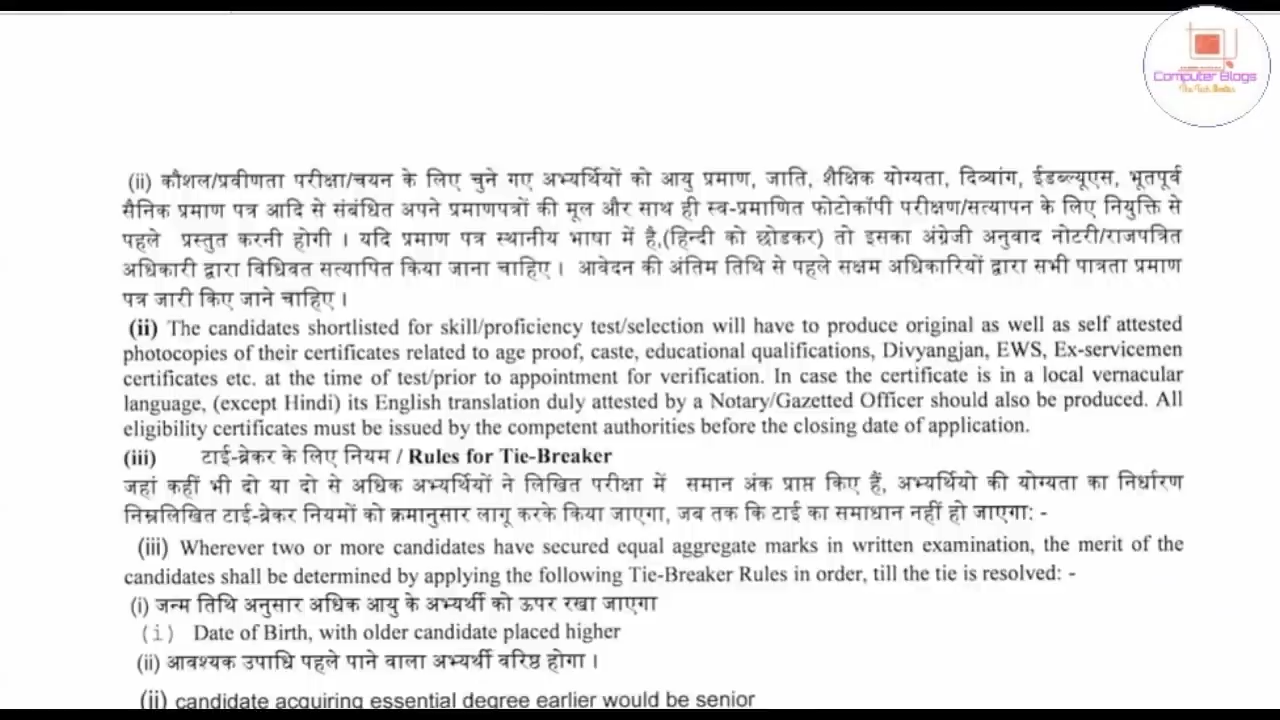 Computer Blogs
(ii) कौशल/प्रवीणता परीक्षा/चयन के लिए चुने गए अभ्यर्थियों को आयु प्रमाण, जाति, शैक्षिक योग्यता, दिव्यांग, ईडब्ल्यूएस, भूतपूर्व
सैनिक प्रमाण पत्र आदि से संबंधित अपने प्रमाणपत्रों की मूल और साथ ही स्व-प्रमाणित फोटोकॉपी परीक्षण/सत्यापन के लिए नियुक्ति से
पहले प्रस्तुत करनी होगी । यदि प्रमाण पत्र स्थानीय भाषा में है,(हिन्दी को छोडकर) तो इसका अंग्रेजी अनुवाद नोटरी/राजपत्रित
अधिकारी द्वारा विधिवत सत्यापित किया जाना चाहिए । आवेदन की अंतिम तिथि से पहले सक्षम अधिकारियों द्वारा सभी पात्रता प्रमाण
पत्र जारी किए जाने चाहिए ।
(ii) The candidates shortlisted for skill/proficiency test/selection will have to produce original as well as self attested
photocopies of their certificates related to age proof, caste, educational qualifications, Divyangjan, EWS, Ex-servicemen
certificates etc. at the time of test/prior to appointment for verification. In case the certificate is in a local vernacular
language, (except Hindi) its English translation duly attested by a Notary/Gazetted Officer should also be produced. All
eligibility certificates must be issued by the competent authorities before the closing date of application.
(iii) टाई-ब्रेकर के लिए नियम / Rules for Tie-Breaker
जहां कहीं भी दो या दो से अधिक अभ्यर्थियों ने लिखित परीक्षा में समान अंक प्राप्त किए हैं, अभ्यर्थियो की योग्यता का निर्धारण
निम्नलिखित टाई-ब्रेकर नियमों को क्रमानुसार लागू करके किया जाएगा, जब तक कि टाई का समाधान नहीं हो जाएगा: -
(iii) Wherever two or more candidates have secured equal aggregate marks in written examination, the merit of the
candidates shall be determined by applying the following Tie-Breaker Rules in order, till the tie is resolved: -
(i) जन्म तिथि अनुसार अधिक आयु के अभ्यर्थी को ऊपर रखा जाएगा
(i) Date of Birth, with older candidate placed higher
(ii) आवश्यक उपाधि पहले पाने वाला अभ्यर्थी वरिष्ठ होगा ।
(ii) candidate acquiring essential degree earlier would be senior